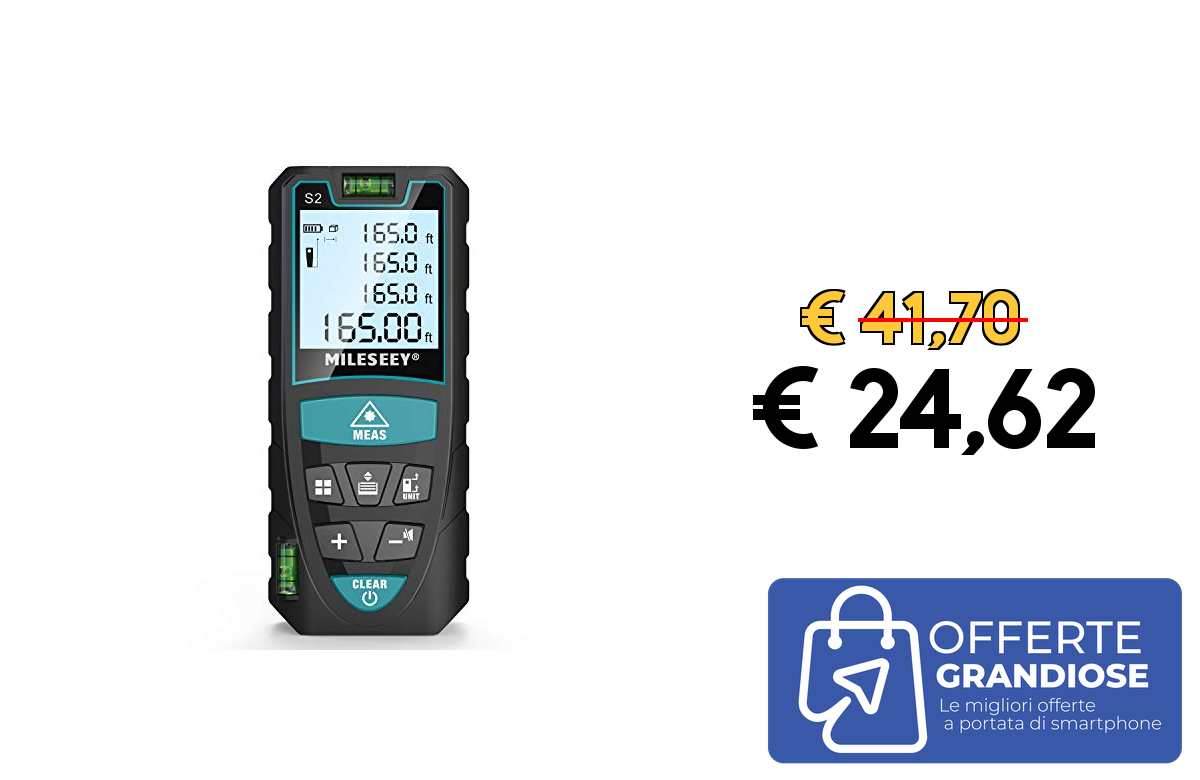 S2
165.0 ft
165.0 ft
165.0 ft
165.00 ft
MILESEEY®
MEAS
UNIT
+
−
CLEAR
€ 41,70
€ 24,62
OFFERTE
GRANDIOSE
Le migliori offerte
a portata di smartphone